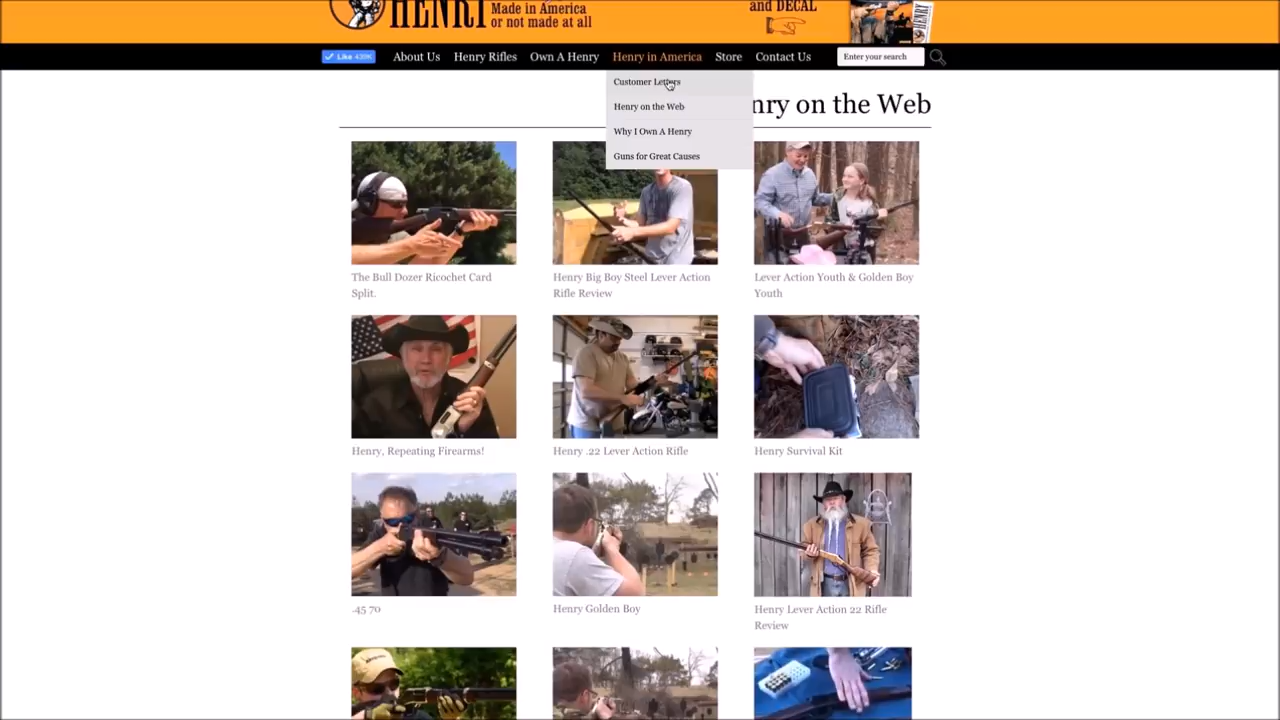 HENRY
Made in America
or not made at all
and DECAL
HENRY
Like 439K
About Us
Henry Rifles
Own A Henry
Henry in America
Store
Contact Us
Enter your search
Customer Letters
Henry on the Web
Why I Own A Henry
Guns for Great Causes
nry on the Web
The Bull Dozer Ricochet Card
Split.
Henry Big Boy Steel Lever Action
Rifle Review
Lever Action Youth & Golden Boy
Youth
Henry, Repeating Firearms!
Henry .22 Lever Action Rifle
Henry Survival Kit
.45 70
Henry Golden Boy
Henry Lever Action 22 Rifle
Review